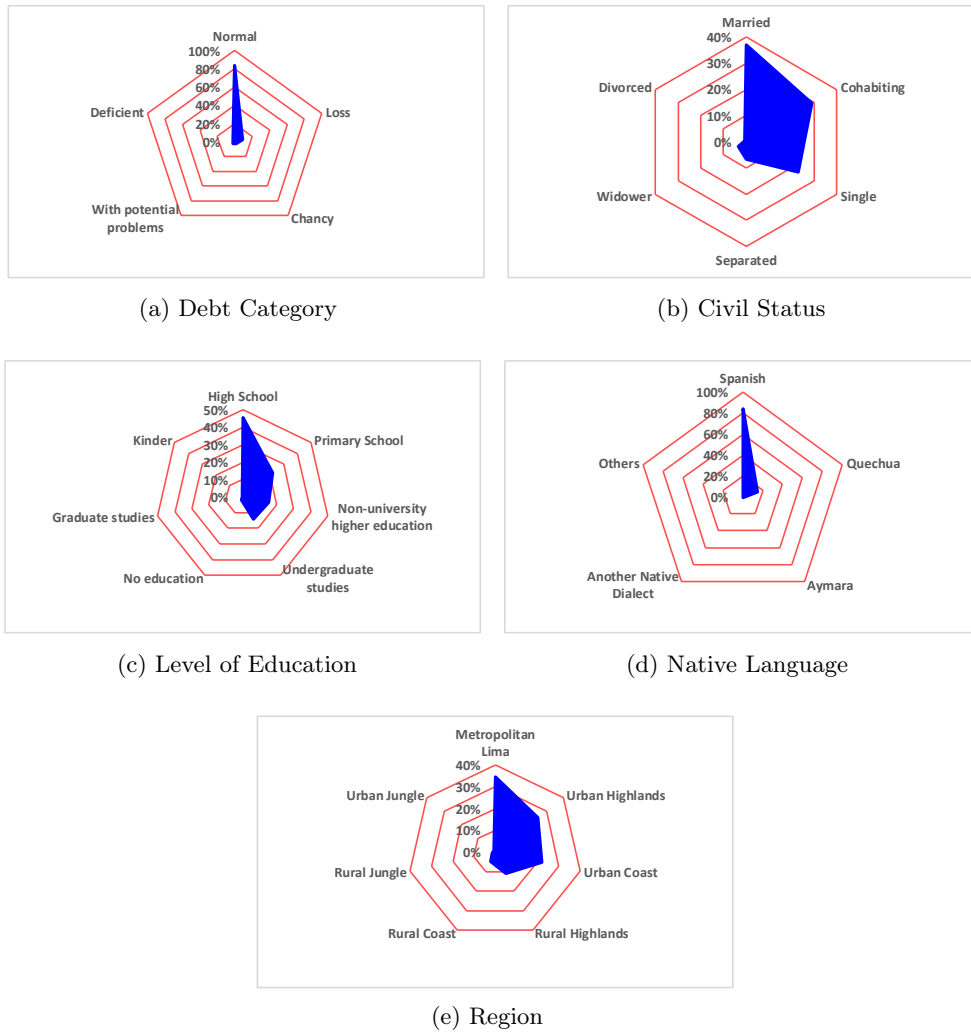 Normal
100%
80%
60%
40%
20%
0%
Deficient
Loss
With potential
problems
Chancy
(a) Debt Category
Married
40%
30%
20%
10%
0%
Divorced
Cohabiting
Widower
Single
Separated
(b) Civil Status
High School
50%
40%
30%
20%
10%
0%
Kinder
Primary School
Graduate studies
Non-university
higher education
No education
Undergraduate
studies
(c) Level of Education
Spanish
100%
80%
60%
40%
20%
0%
Others
Quechua
Another Native
Dialect
Aymara
(d) Native Language
Metropolitan
Lima
40%
30%
20%
10%
0%
Urban Jungle
Urban Highlands
Rural Jungle
Urban Coast
Rural Coast
Rural Highlands
(e) Region